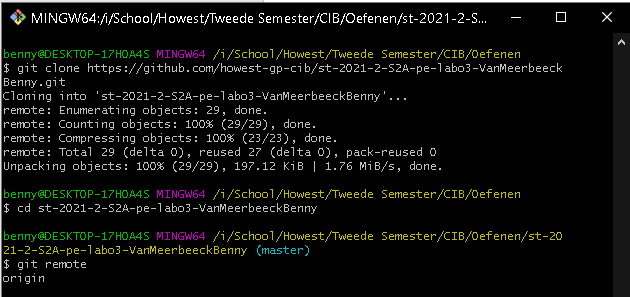 MINGW64:/i/School/Howest/Tweede Semester/CIB/Oefenen/st-2021-2-S...
benny@DESKTOP-17HOA4S MINGW64 /i/School/Howest/Tweede Semester/CIB/Oefenen
$ git clone https://github.com/howest-gp-cib/st-2021-2-S2A-pe-labo3-VanMeerbeeck
Benny.git
Cloning into 'st-2021-2-S2A-pe-labo3-VanMeerbeeckBenny'...
remote: Enumerating objects: 29, done.
remote: Counting objects: 100% (29/29), done.
remote: Compressing objects: 100% (23/23), done.
remote: Total 29 (delta 0), reused 27 (delta 0), pack-reused 0
Unpacking objects: 100% (29/29), 197.12 KiB | 1.76 MiB/s, done.
benny@DESKTOP-17HOA4S MINGW64 /i/School/Howest/Tweede Semester/CIB/Oefenen
$ cd st-2021-2-S2A-pe-labo3-VanMeerbeeckBenny
benny@DESKTOP-17HOA4S MINGW64 /i/School/Howest/Tweede Semester/CIB/Oefenen/st-20
21-2-S2A-pe-labo3-VanMeerbeeckBenny (master)
$ git remote
origin